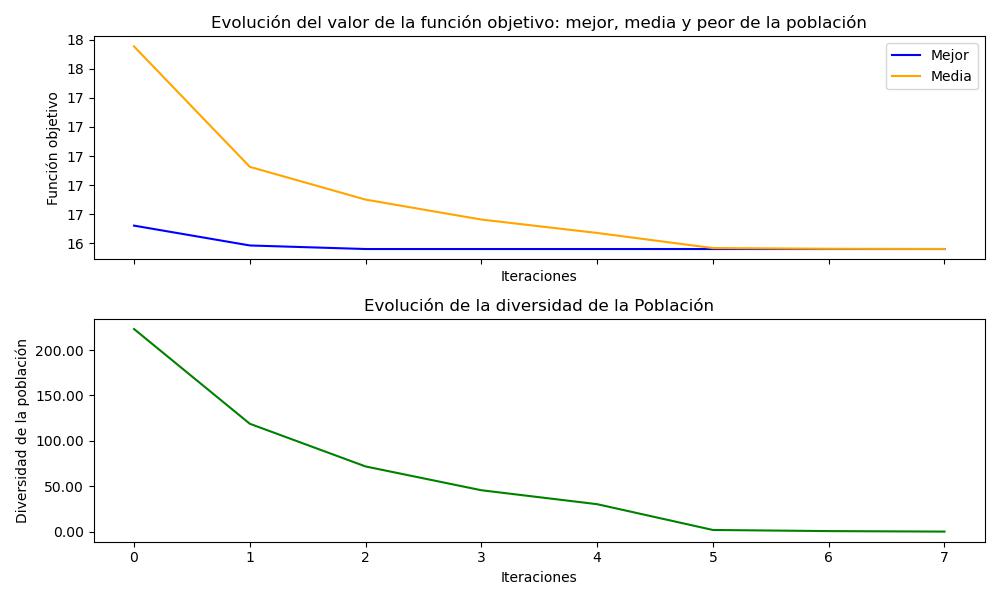 Evolución del valor de la función objetivo: mejor, media y peor de la población
18
18
17
17
17
17
17
16
Función objetivo
Mejor
Media
Iteraciones
Evolución de la diversidad de la Población
200.00
150.00
100.00
50.00
0.00
Diversidad de la población
0 1 2 3 4 5 6 7
Iteraciones